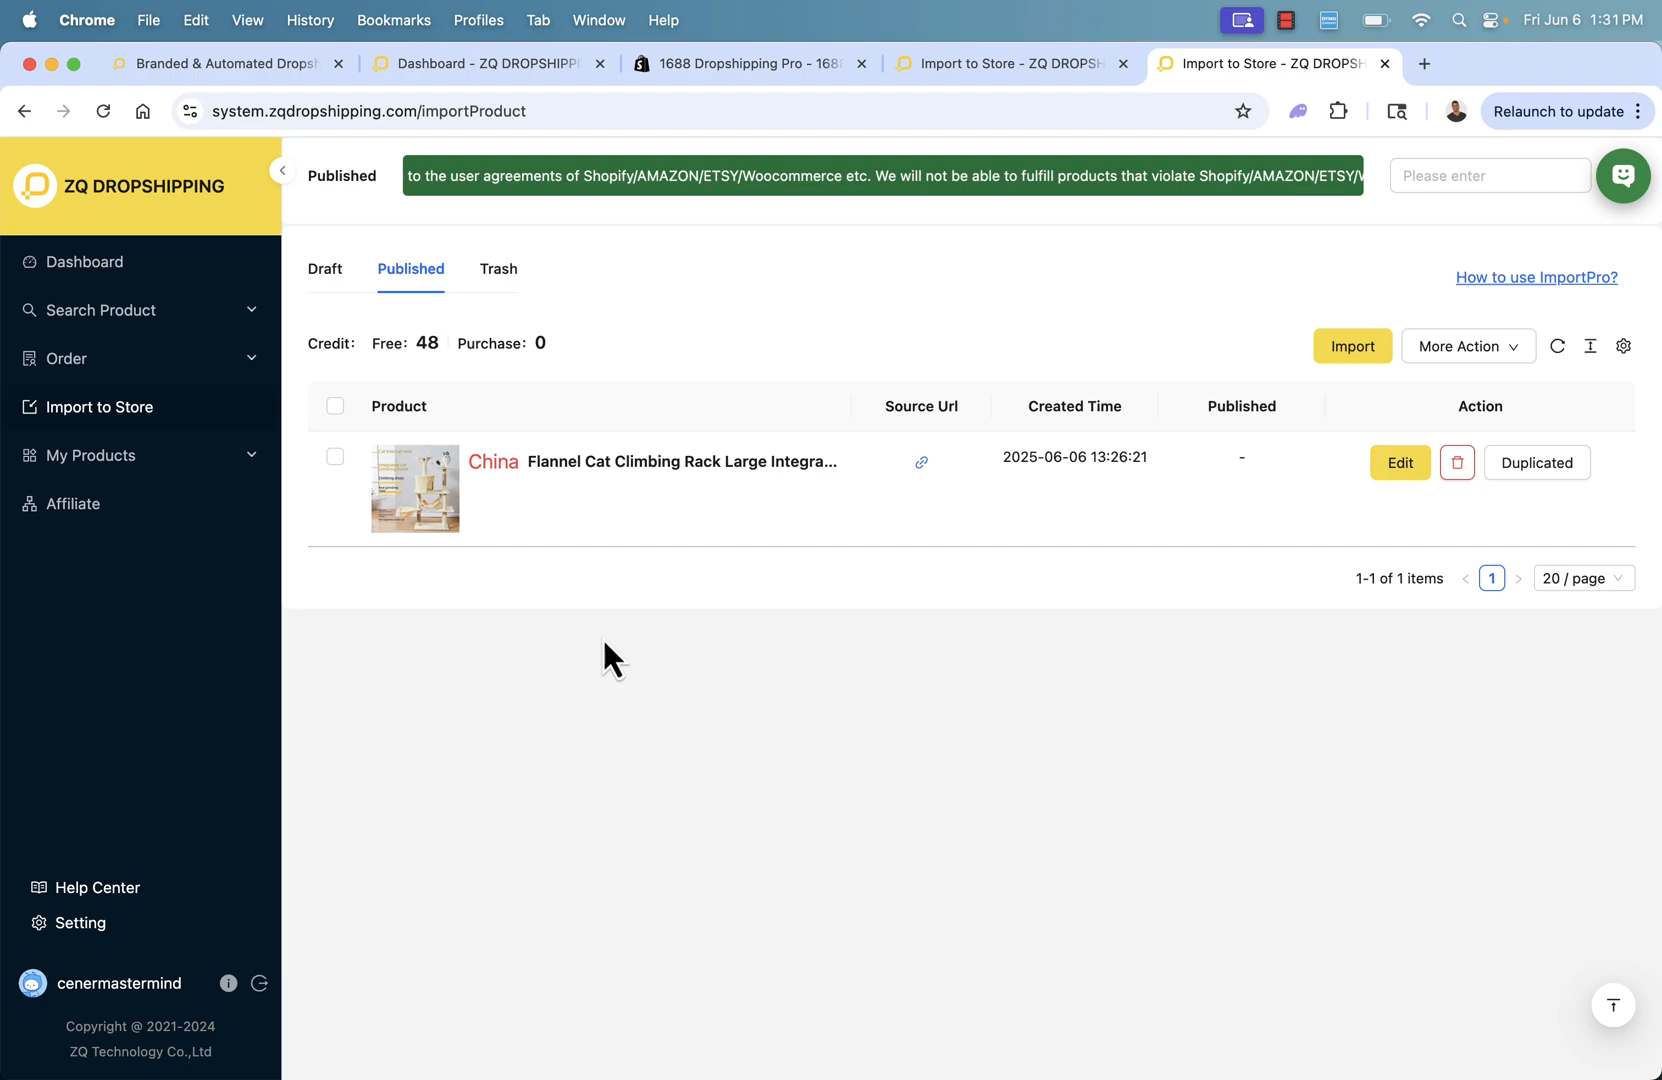 Chrome File Edit View History Bookmarks Profiles Tab Window Help Fri Jun 6 1:31 PM
Branded & Automated Dropsh Dashboard - ZQ DROPSHIPPI 1688 Dropshipping Pro - 1688 Import to Store - ZQ DROPSH Import to Store - ZQ DROPSH
system.zqdropshipping.com/importProduct Relaunch to update
ZQ DROPSHIPPING
Published to the user agreements of Shopify/AMAZON/ETSY/Woocommerce etc. We will not be able to fulfill products that violate Shopify/AMAZON/ETSY/ Please enter
Dashboard
Search Product
Order
Import to Store
My Products
Affiliate
Draft Published Trash
How to use ImportPro?
Credit: Free: 48 Purchase: 0
Import More Action
Product Source Url Created Time Published Action
China Flannel Cat Climbing Rack Large Integra... 2025-06-06 13:26:21 - Edit Duplicated
1-1 of 1 items < 1 > 20 / page
Help Center
Setting
cenermastermind
Copyright @ 2021-2024
ZQ Technology Co.,Ltd